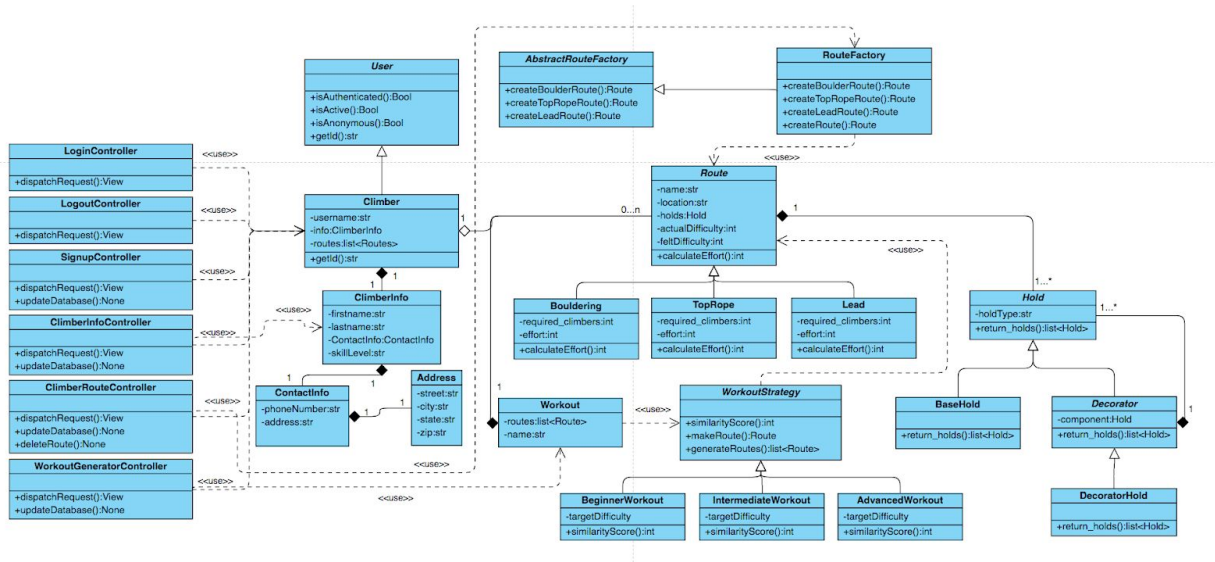 <<use>>
User
+isAuthenticated():Bool
+isActive():Bool
+isAnonymous():Bool
+getId():str
AbstractRouteFactory
+createBoulderRoute():Route
+createTopRopeRoute():Route
+createLeadRoute():Route
RouteFactory
+createBoulderRoute():Route
+createTopRopeRoute():Route
+createLeadRoute():Route
+createRoute():Route
<<use>>
LoginController
+dispatchRequest():View
<<use>>
LogoutController
+dispatchRequest():View
<<use>>
SignupController
+dispatchRequest():View
+updateDatabase():None
<<use>>
ClimberInfoController
+dispatchRequest():View
+updateDatabase():None
<<use>>
<<use>>
ClimberRouteController
+dispatchRequest():View
+updateDatabase():None
+deleteRoute():None
<<use>>
WorkoutGeneratorController
+dispatchRequest():View
+updateDatabase():None
<<use>>
<<use>>
<<use>>
Climber
-username:str
-info:ClimberInfo
-routes:list<Routes>
+getId():str
1
0...n
1
ClimberInfo
-firstname:str
-lastname:str
-ContactInfo:ContactInfo
-skillLevel:str
1
1
ContactInfo
-phoneNumber:str
-address:str
1
1
Address
-street:str
-city:str
-state:str
-zip:str
Route
-name:str
-location:str
-holds:Hold
-actualDifficulty:int
-feltDifficulty:int
+calculateEffort():int
1
1...*
Bouldering
-required_climbers:int
-effort:int
+calculateEffort():int
TopRope
-required_climbers:int
-effort:int
+calculateEffort():int
Lead
-required_climbers:int
-effort:int
+calculateEffort():int
Hold
-holdType:str
+return_holds():list<Hold>
1...*
1
BaseHold
+return_holds():list<Hold>
Decorator
-component:Hold
+return_holds():list<Hold>
DecoratorHold
+return_holds():list<Hold>
1
Workout
-routes:list<Route>
-name:str
<<use>>
WorkoutStrategy
+similarityScore():int
+makeRoute():Route
+generateRoutes():list<Route>
BeginnerWorkout
-targetDifficulty
+similarityScore():int
IntermediateWorkout
-targetDifficulty
+similarityScore():int
AdvancedWorkout
-targetDifficulty
+similarityScore():int